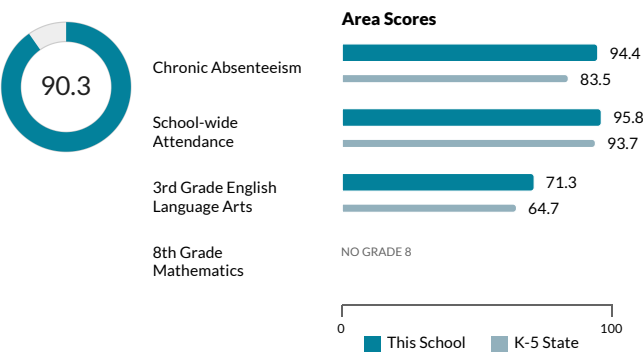 90.3
Area Scores
Chronic Absenteeism
94.4
83.5
School-wide
Attendance
95.8
93.7
3rd Grade English
Language Arts
71.3
64.7
8th Grade
Mathematics
NO GRADE 8
0
100
This School
K-5 State